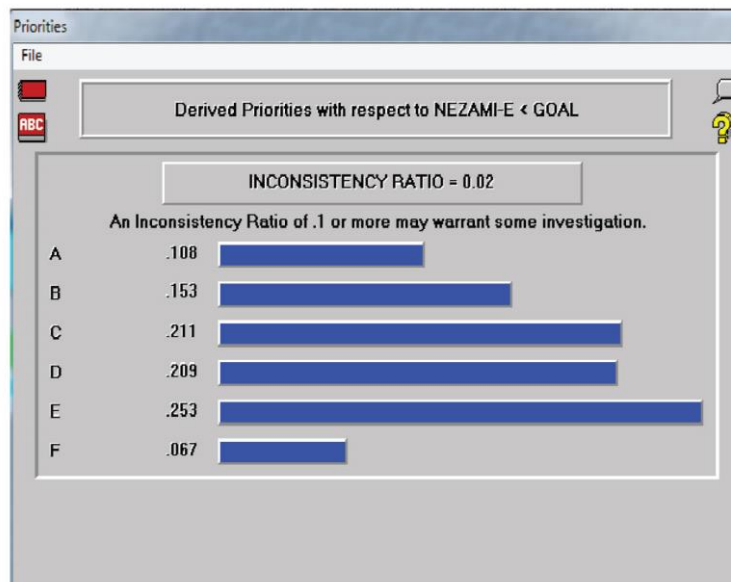 Priorities
File
ABC
?
Derived Priorities with respect to NEZAMI-E < GOAL
INCONSISTENCY RATIO = 0.02
An Inconsistency Ratio of .1 or more may warrant some investigation.
A .108
B .153
C .211
D .209
E .253
F .067